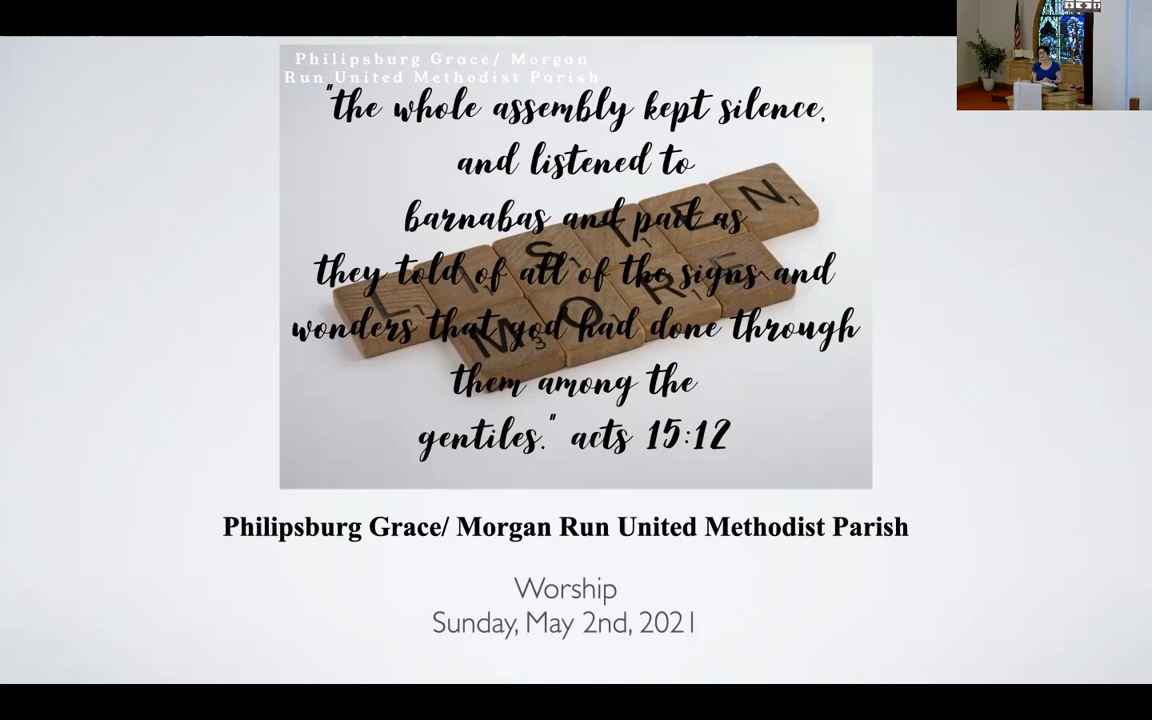 Philipsburg Grace/ Morgan
Run United Methodist Parish
"the whole assembly kept silence,
and listened to
barnabas and paul as
they told of all of the signs and
wonders that god had done through
them among the
gentiles." acts 15:12
LISTEN
MORE
Philipsburg Grace/ Morgan Run United Methodist Parish
Worship
Sunday, May 2nd, 2021